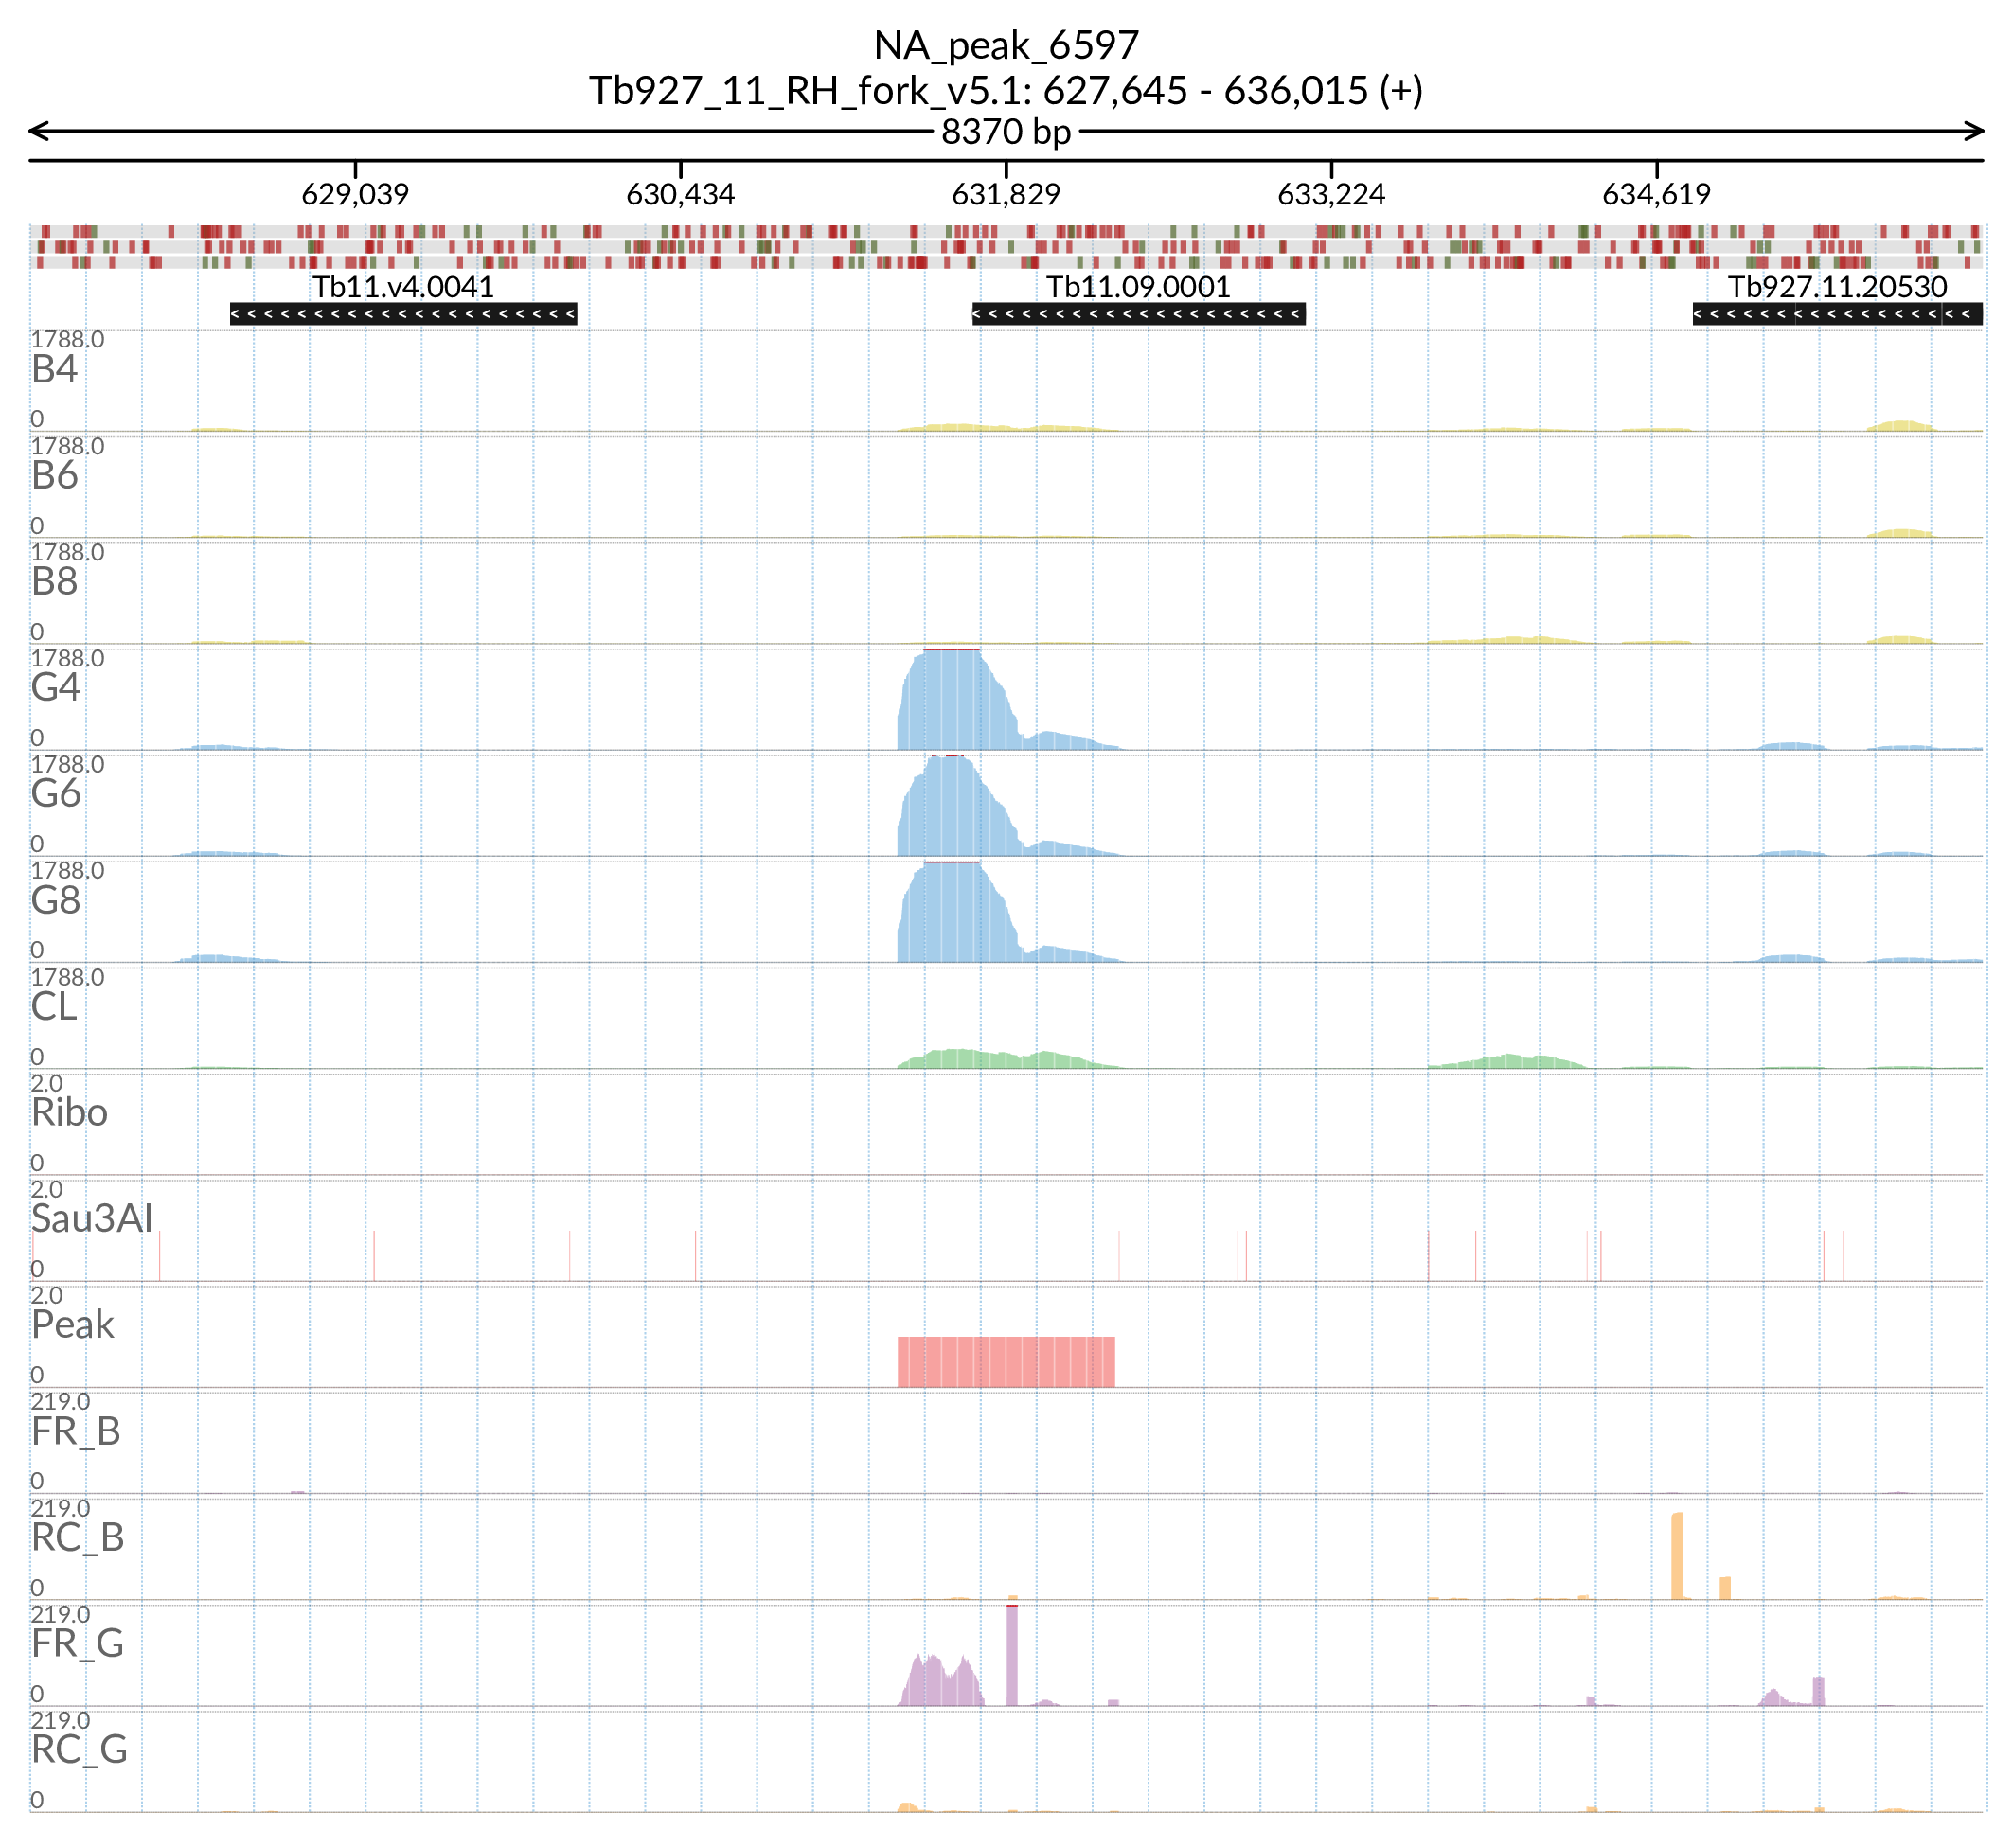 NA_peak_6597
Tb927_11_RH_fork_v5.1: 627,645 - 636,015 (+)
8370 bp
629,039 630,434 631,829 633,224 634,619
Tb11.v4.0041 Tb11.09.0001 Tb927.11.20530
1788.0
B4
0
1788.0
B6
0
1788.0
B8
0
1788.0
G4
0
1788.0
G6
0
1788.0
G8
0
1788.0
CL
0
2.0
Ribo
0
2.0
Sau3AI
0
2.0
Peak
0
219.0
FR_B
0
219.0
RC_B
0
219.0
FR_G
0
219.0
RC_G
0